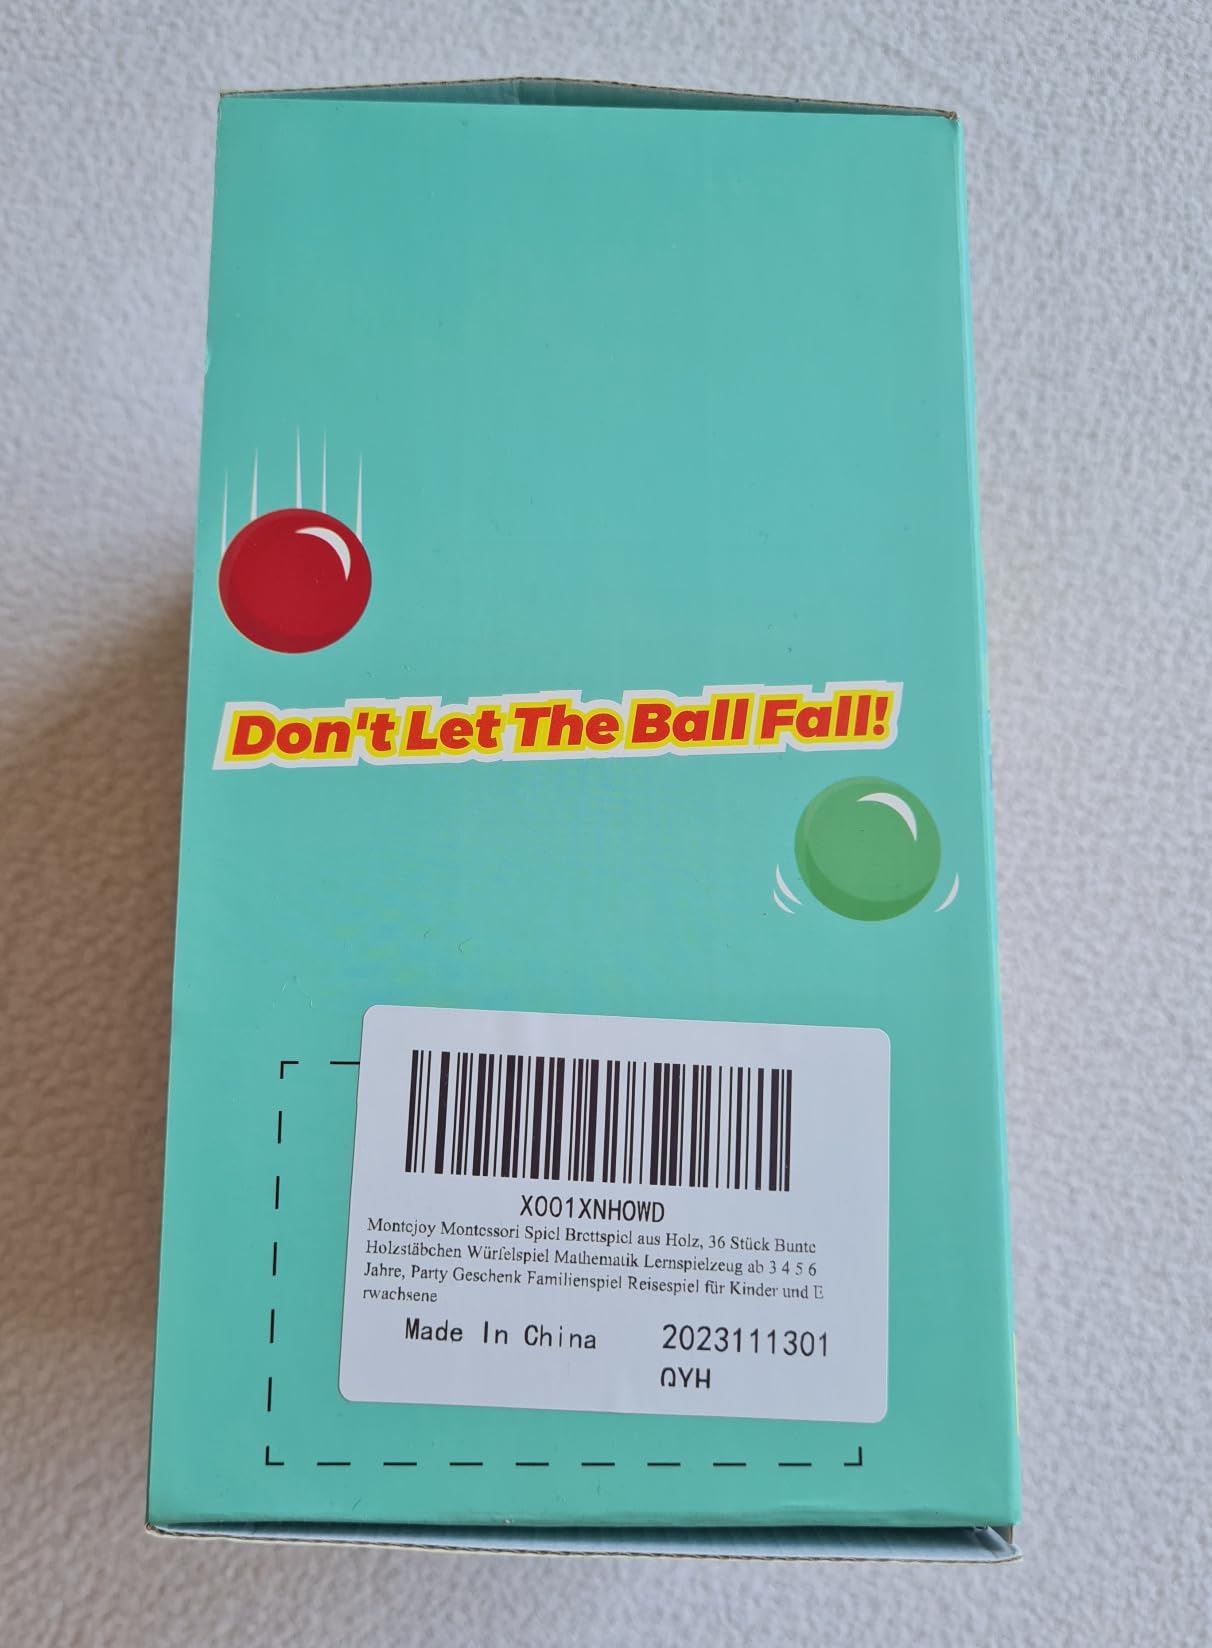 Don't Let The Ball Fall!
X001XNHOWD
Montejoy Montessori Spiel Brettspiel aus Holz, 36 Stück Bunte
Holzstäbchen Würfelspiel Mathematik Lernspielzeug ab 3 4 5 6
Jahre, Party Geschenk Familienspiel Reisespiel für Kinder und E
rwachsene
Made In China 2023111301
QYH